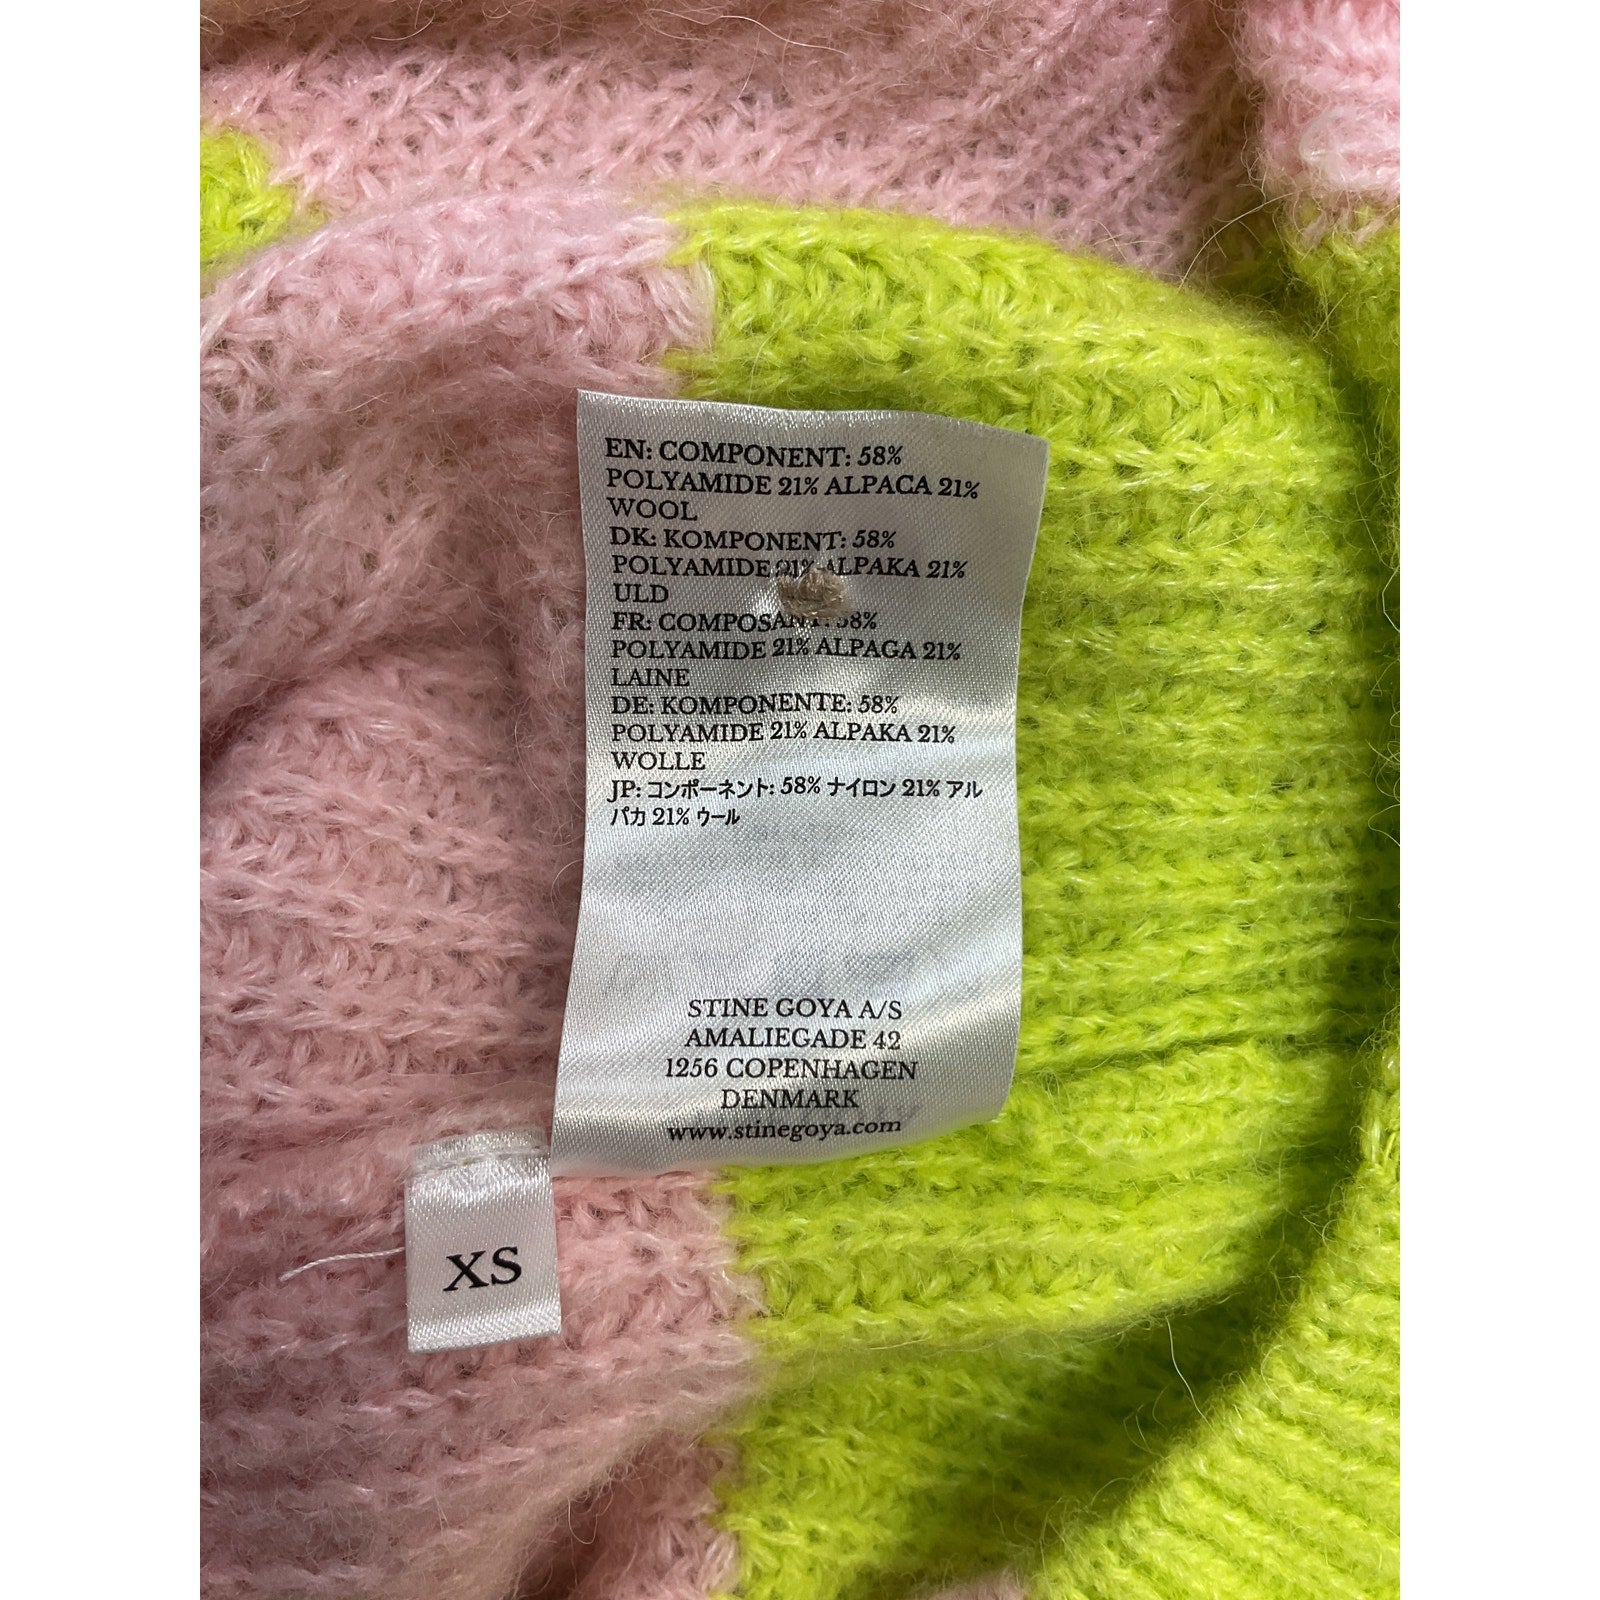 EN: COMPONENT: 58%
POLYAMIDE 21% ALPACA 21%
WOOL
DK: KOMPONENT: 58%
POLYAMIDE 21% ALPAKA 21%
ULD
FR: COMPOSANT: 58%
POLYAMIDE 21% ALPAGA 21%
LAINE
DE: KOMPONENTE: 58%
POLYAMIDE 21% ALPAKA 21%
WOLLE
JP: コンポーネント: 58% ナイロン 21% アル
パカ 21% ウール
STINE GOYA A/S
AMALIEGADE 42
1256 COPENHAGEN
DENMARK
www.stinegoya.com
XS